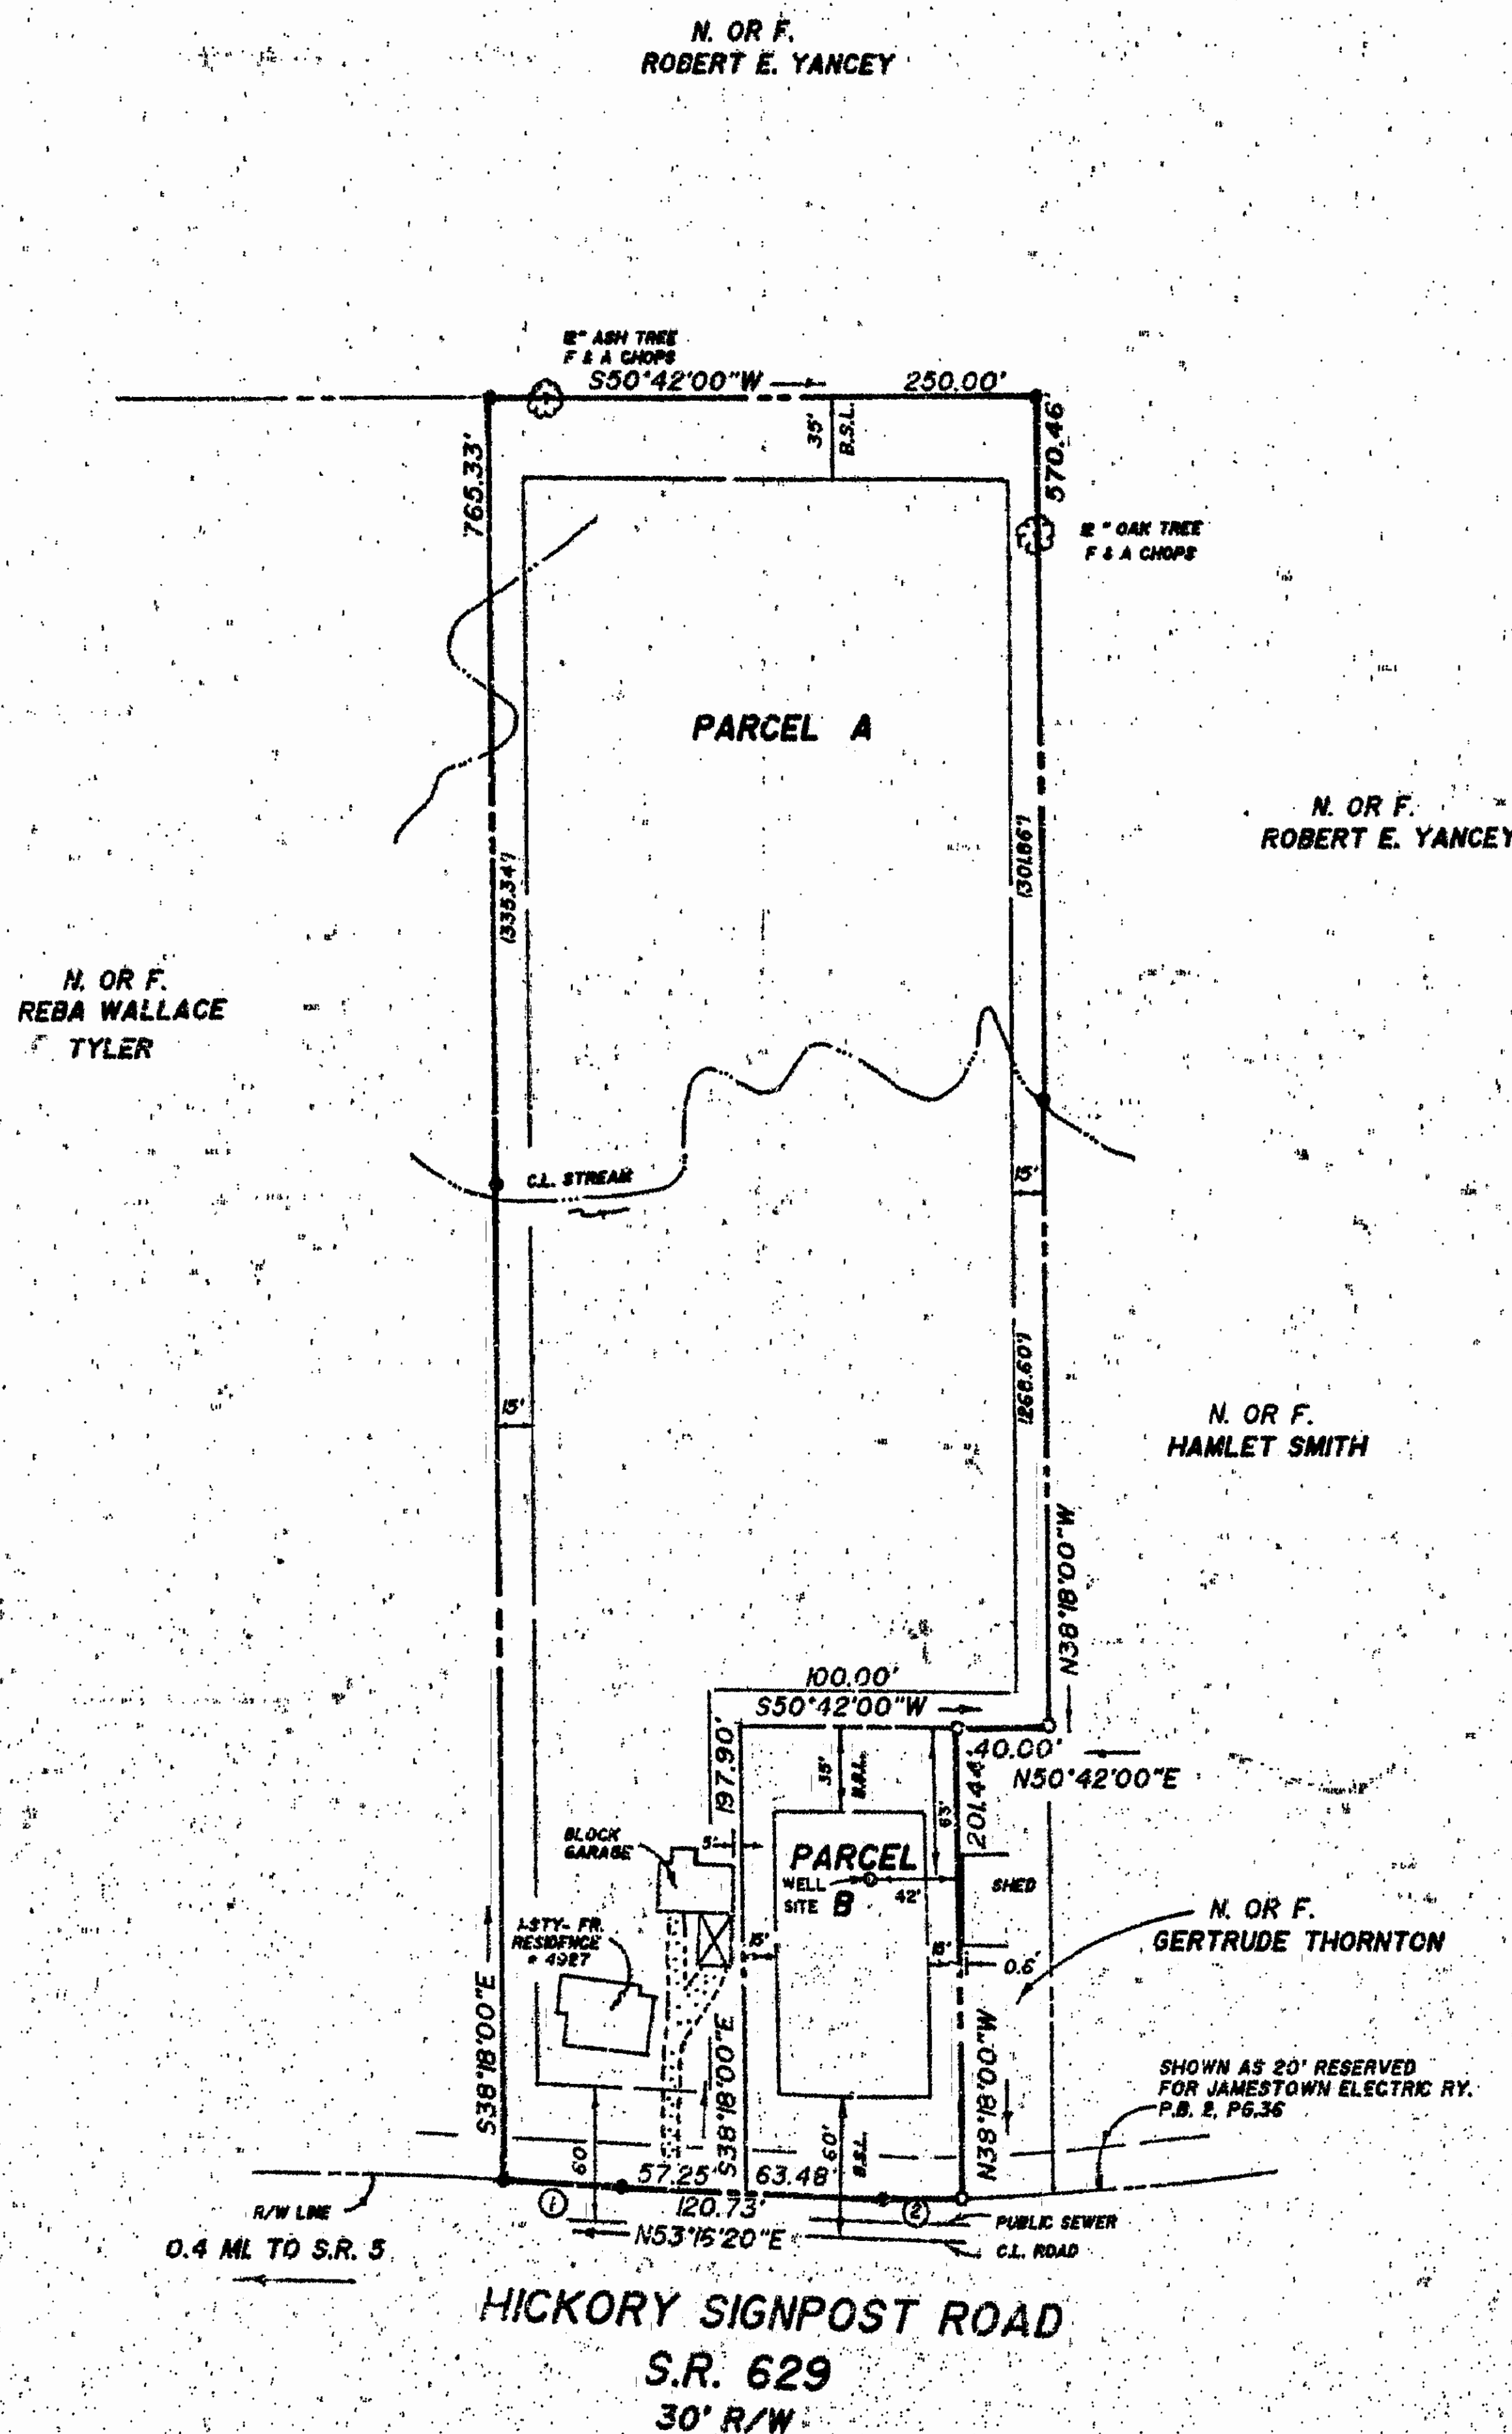 N. OR F.
ROBERT E. YANCEY
12" ASH TREE
F & A CHOPS
S50°42'00"W
250.00'
765.33'
35'
B.S.L.
570.46'
12" OAK TREE
F & A CHOPS
PARCEL A
N. OR F.
ROBERT E. YANCEY
(335.34')
(301.86')
N. OR F.
REBA WALLACE
TYLER
C.L. STREAM
15'
15'
(268.60')
N. OR F.
HAMLET SMITH
N38°18'00"W
100.00'
S50°42'00"W
40.00'
N50°42'00"E
197.90'
35'
B.S.L.
63'
201.44'
BLOCK
GARAGE
5'
PARCEL
WELL
SITE B
42'
SHED
1-STY- FR.
RESIDENCE
# 4927
15'
15'
0.6'
N. OR F.
GERTRUDE THORNTON
S38°18'00"E
S38°18'00"E
N38°18'00"W
SHOWN AS 20' RESERVED
FOR JAMESTOWN ELECTRIC RY.
P.B. 2, PG.36
60'
57.25'
63.48'
60'
B.S.L.
R/W LINE
1
120.73'
2
PUBLIC SEWER
N53°16'20"E
C.L. ROAD
0.4 MI. TO S.R. 5
HICKORY SIGNPOST ROAD
S.R. 629
30' R/W